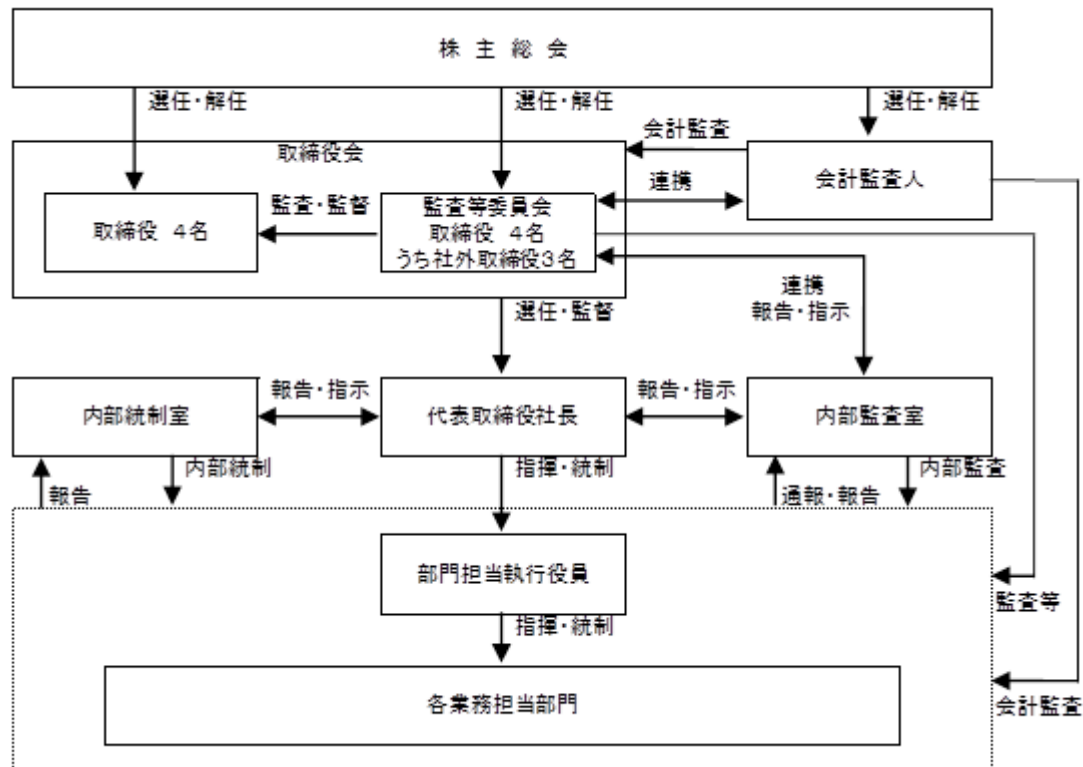 株 主 総 会
選任・解任
選任・解任
選任・解任
会計監査
取締役会
会計監査人
連携
監査・監督
取締役 4名
監査等委員会
取締役 4名
うち社外取締役3名
連携
報告・指示
選任・監督
内部統制室
報告・指示
代表取締役社長
報告・指示
内部監査室
報告
内部統制
指揮・統制
通報・報告
内部監査
部門担当執行役員
監査等
指揮・統制
各業務担当部門
会計監査